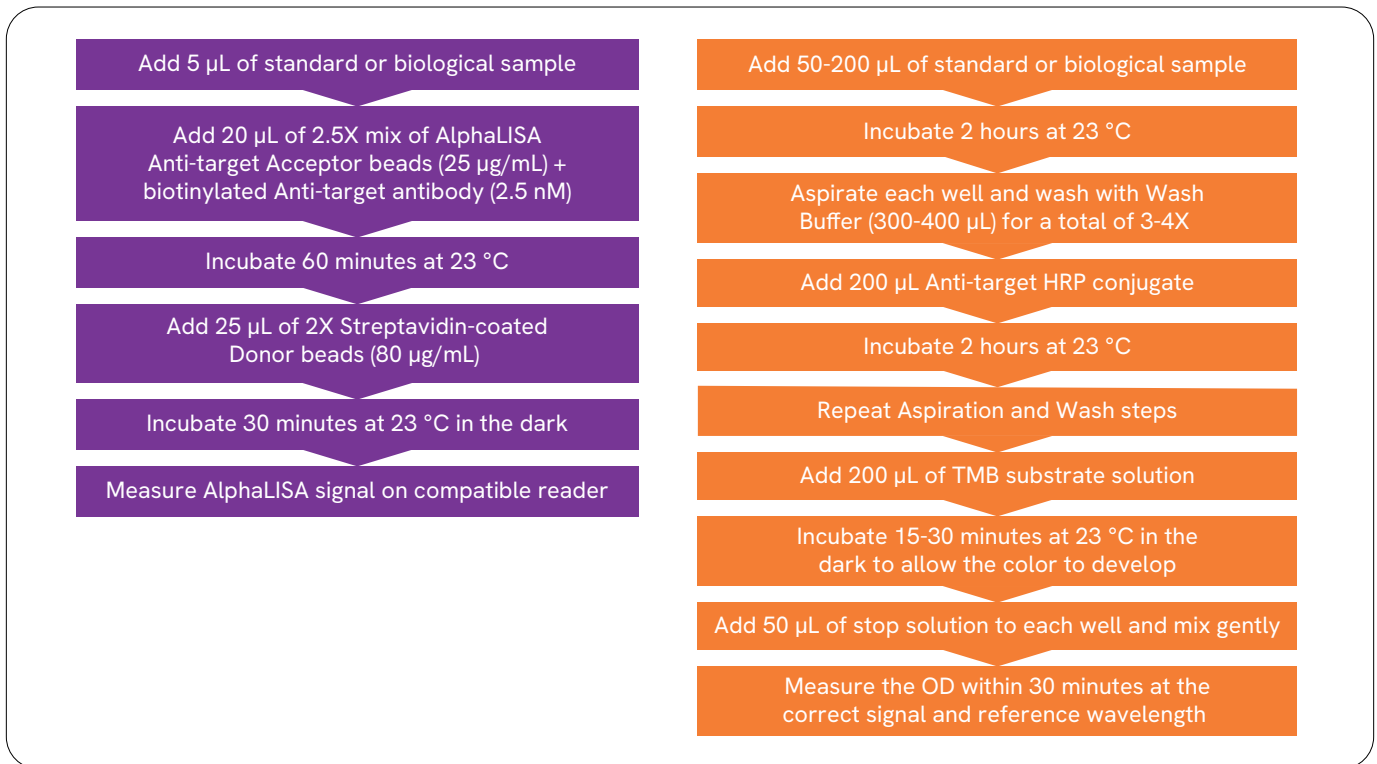 Add 5 µL of standard or biological sample
Add 20 µL of 2.5X mix of AlphaLISA
Anti-target Acceptor beads (25 µg/mL) +
biotinylated Anti-target antibody (2.5 nM)
Incubate 60 minutes at 23 °C
Add 25 µL of 2X Streptavidin-coated
Donor beads (80 µg/mL)
Incubate 30 minutes at 23 °C in the dark
Measure AlphaLISA signal on compatible reader
Add 50-200 µL of standard or biological sample
Incubate 2 hours at 23 °C
Aspirate each well and wash with Wash
Buffer (300-400 µL) for a total of 3-4X
Add 200 µL Anti-target HRP conjugate
Incubate 2 hours at 23 °C
Repeat Aspiration and Wash steps
Add 200 µL of TMB substrate solution
Incubate 15-30 minutes at 23 °C in the
dark to allow the color to develop
Add 50 µL of stop solution to each well and mix gently
Measure the OD within 30 minutes at the
correct signal and reference wavelength